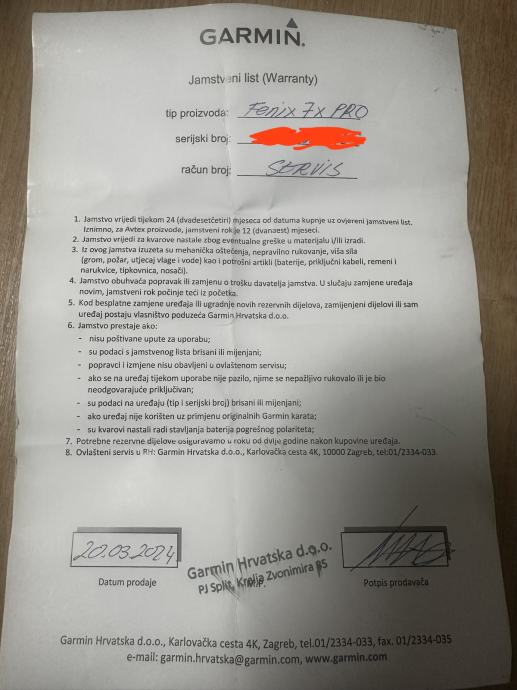 GARMIN.
Jamstveni list (Warranty)
tip proizvoda: Fenix 7x PRO
serijski broj:
račun broj: SERVIS
1. Jamstvo vrijedi tijekom 24 (dvadesetčetiri) mjeseca od datuma kupnje uz ovjereni jamstveni list.
Iznimno, za Avtex proizvode, jamstveni rok je 12 (dvanaest) mjeseci.
2. Jamstvo vrijedi za kvarove nastale zbog eventualne greške u materijalu i/ili izradi.
3. Iz ovog jamstva izuzeta su mehanička oštećenja, nepravilno rukovanje, viša sila
(grom, požar, utjecaj vlage i vode) kao i potrošni artikli (baterije, priključni kabeli, remeni i
narukvice, tipkovnica, nosači).
4. Jamstvo obuhvaća popravak ili zamjenu o trošku davatelja jamstva. U slučaju zamjene uređaja
novim, jamstveni rok počinje teći iz početka.
5. Kod besplatne zamjene uređaja ili ugradnje novih rezervnih dijelova, zamijenjeni dijelovi ili sam
uređaj postaju vlasništvo poduzeća Garmin Hrvatska d.o.o.
6. Jamstvo prestaje ako:
- nisu poštivane upute za uporabu;
- su podaci s jamstvenog lista brisani ili mijenjani;
- popravci i izmjene nisu obavljeni u ovlaštenom servisu;
- ako se na uređaj tijekom uporabe nije pazilo, njime se nepažljivo rukovalo ili je bio
neodgovarajuće priključivan;
- su podaci na uređaju (tip i serijski broj) brisani ili mijenjani;
- ako uređaj nije korišten uz primjenu originalnih Garmin karata;
- su kvarovi nastali radi stavljanja baterija pogrešnog polariteta;
7. Potrebne rezervne dijelove osiguravamo u roku od dvije godine nakon kupovine uređaja.
8. Ovlašteni servis u RH: Garmin Hrvatska d.o.o., Karlovačka cesta 4K, 10000 Zagreb, tel:01/2334-033.
20.03.2024
Datum prodaje
Garmin Hrvatska d.o.o.
PJ Split, Kralja Zvonimira 85
M.P.
Potpis prodavača
Garmin Hrvatska d.o.o., Karlovačka cesta 4K, Zagreb, tel.01/2334-033, fax. 01/2334-035
e-mail: garmin.hrvatska@garmin.com, www.garmin.com